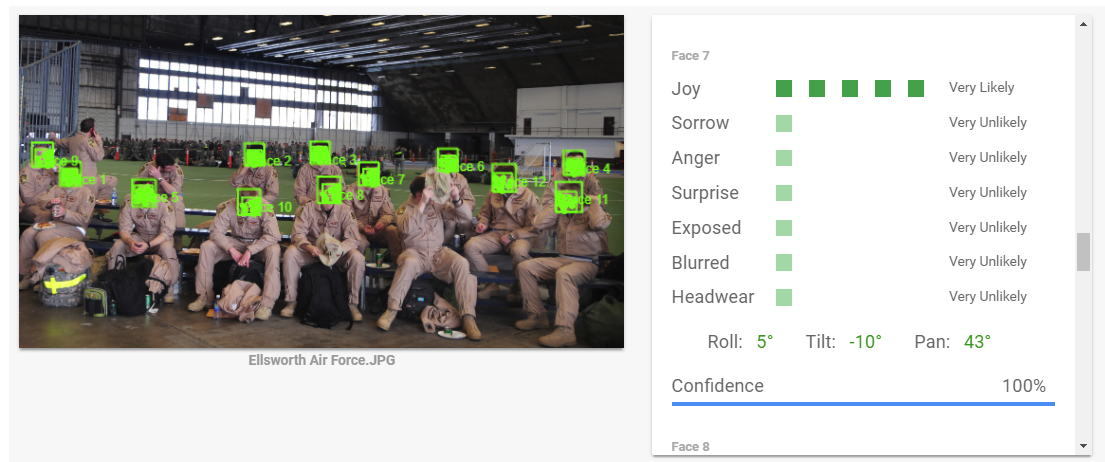 Face 9
Face 1
Face 5
Face 2
Face 3
Face 7
Face 8
Face 10
Face 6
Face 12
Face 4
Face 11
Ellsworth Air Force.JPG
Face 7
Joy Very Likely
Sorrow Very Unlikely
Anger Very Unlikely
Surprise Very Unlikely
Exposed Very Unlikely
Blurred Very Unlikely
Headwear Very Unlikely
Roll: 5° Tilt: -10° Pan: 43°
Confidence 100%
Face 8